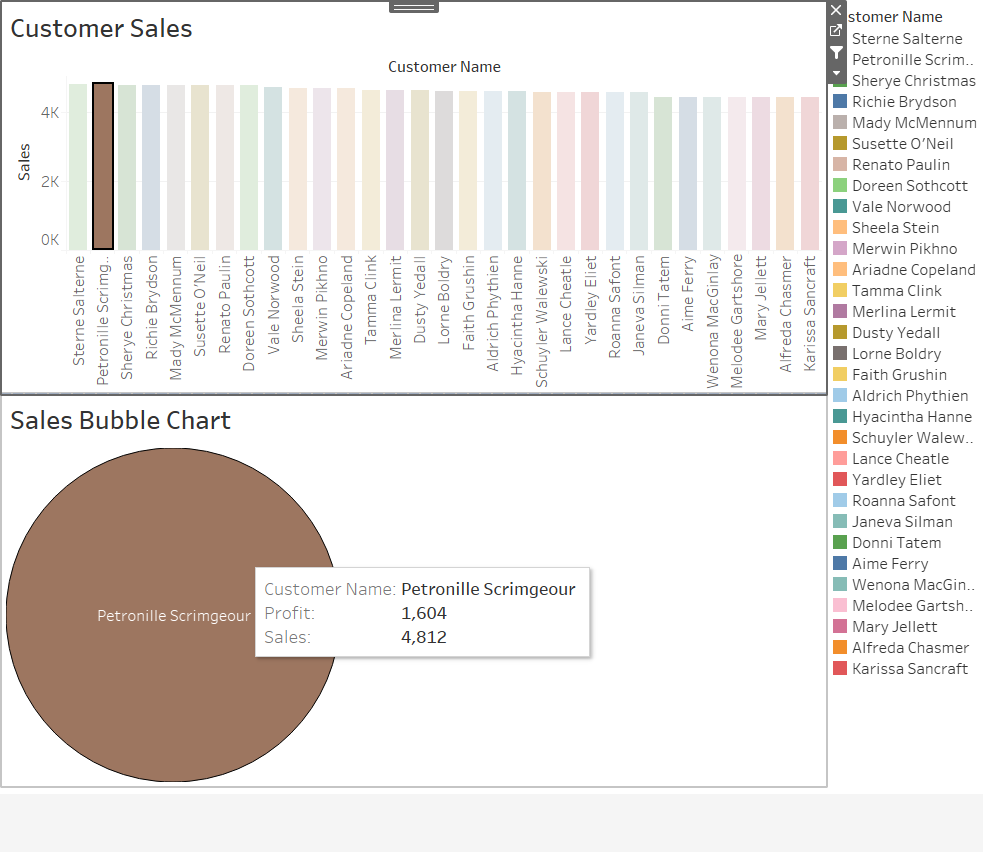 Customer Sales
Customer Name
Sales
4K
2K
0K
Sterne Salterne
Petronille Scrimg..
Sherye Christmas
Richie Brydson
Mady McMennum
Susette O'Neil
Renato Paulin
Doreen Sothcott
Vale Norwood
Sheela Stein
Merwin Pikhno
Ariadne Copeland
Tamma Clink
Merlina Lermit
Dusty Yedall
Lorne Boldry
Faith Grushin
Aldrich Phythien
Hyacintha Hanne
Schuyler Walewski
Lance Cheatle
Yardley Eliet
Roanna Safont
Janeva Silman
Donni Tatem
Aime Ferry
Wenona MacGinlay
Melodee Gartshore
Mary Jellett
Alfreda Chasmer
Karissa Sancraft
Sales Bubble Chart
Petronille Scrimgeour
Customer Name: Petronille Scrimgeour
Profit: 1,604
Sales: 4,812
stomer Name
Sterne Salterne
Petronille Scrim..
Sherye Christmas
Richie Brydson
Mady McMennum
Susette O'Neil
Renato Paulin
Doreen Sothcott
Vale Norwood
Sheela Stein
Merwin Pikhno
Ariadne Copeland
Tamma Clink
Merlina Lermit
Dusty Yedall
Lorne Boldry
Faith Grushin
Aldrich Phythien
Hyacintha Hanne
Schuyler Walew..
Lance Cheatle
Yardley Eliet
Roanna Safont
Janeva Silman
Donni Tatem
Aime Ferry
Wenona MacGin..
Melodee Gartsh..
Mary Jellett
Alfreda Chasmer
Karissa Sancraft